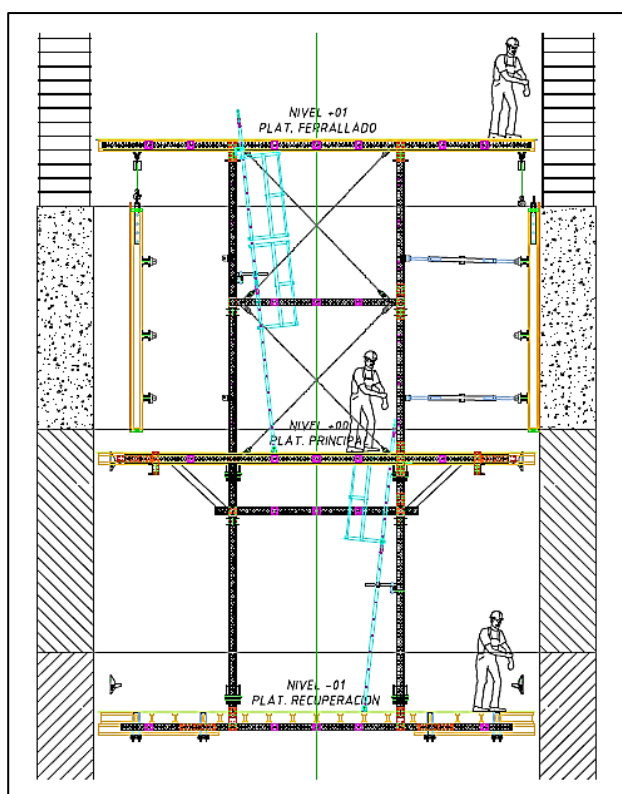 NIVEL +01
PLAT. FERRALLADO
NIVEL +00
PLAT. PRINCIPAL
NIVEL -01
PLAT. RECUPERACION